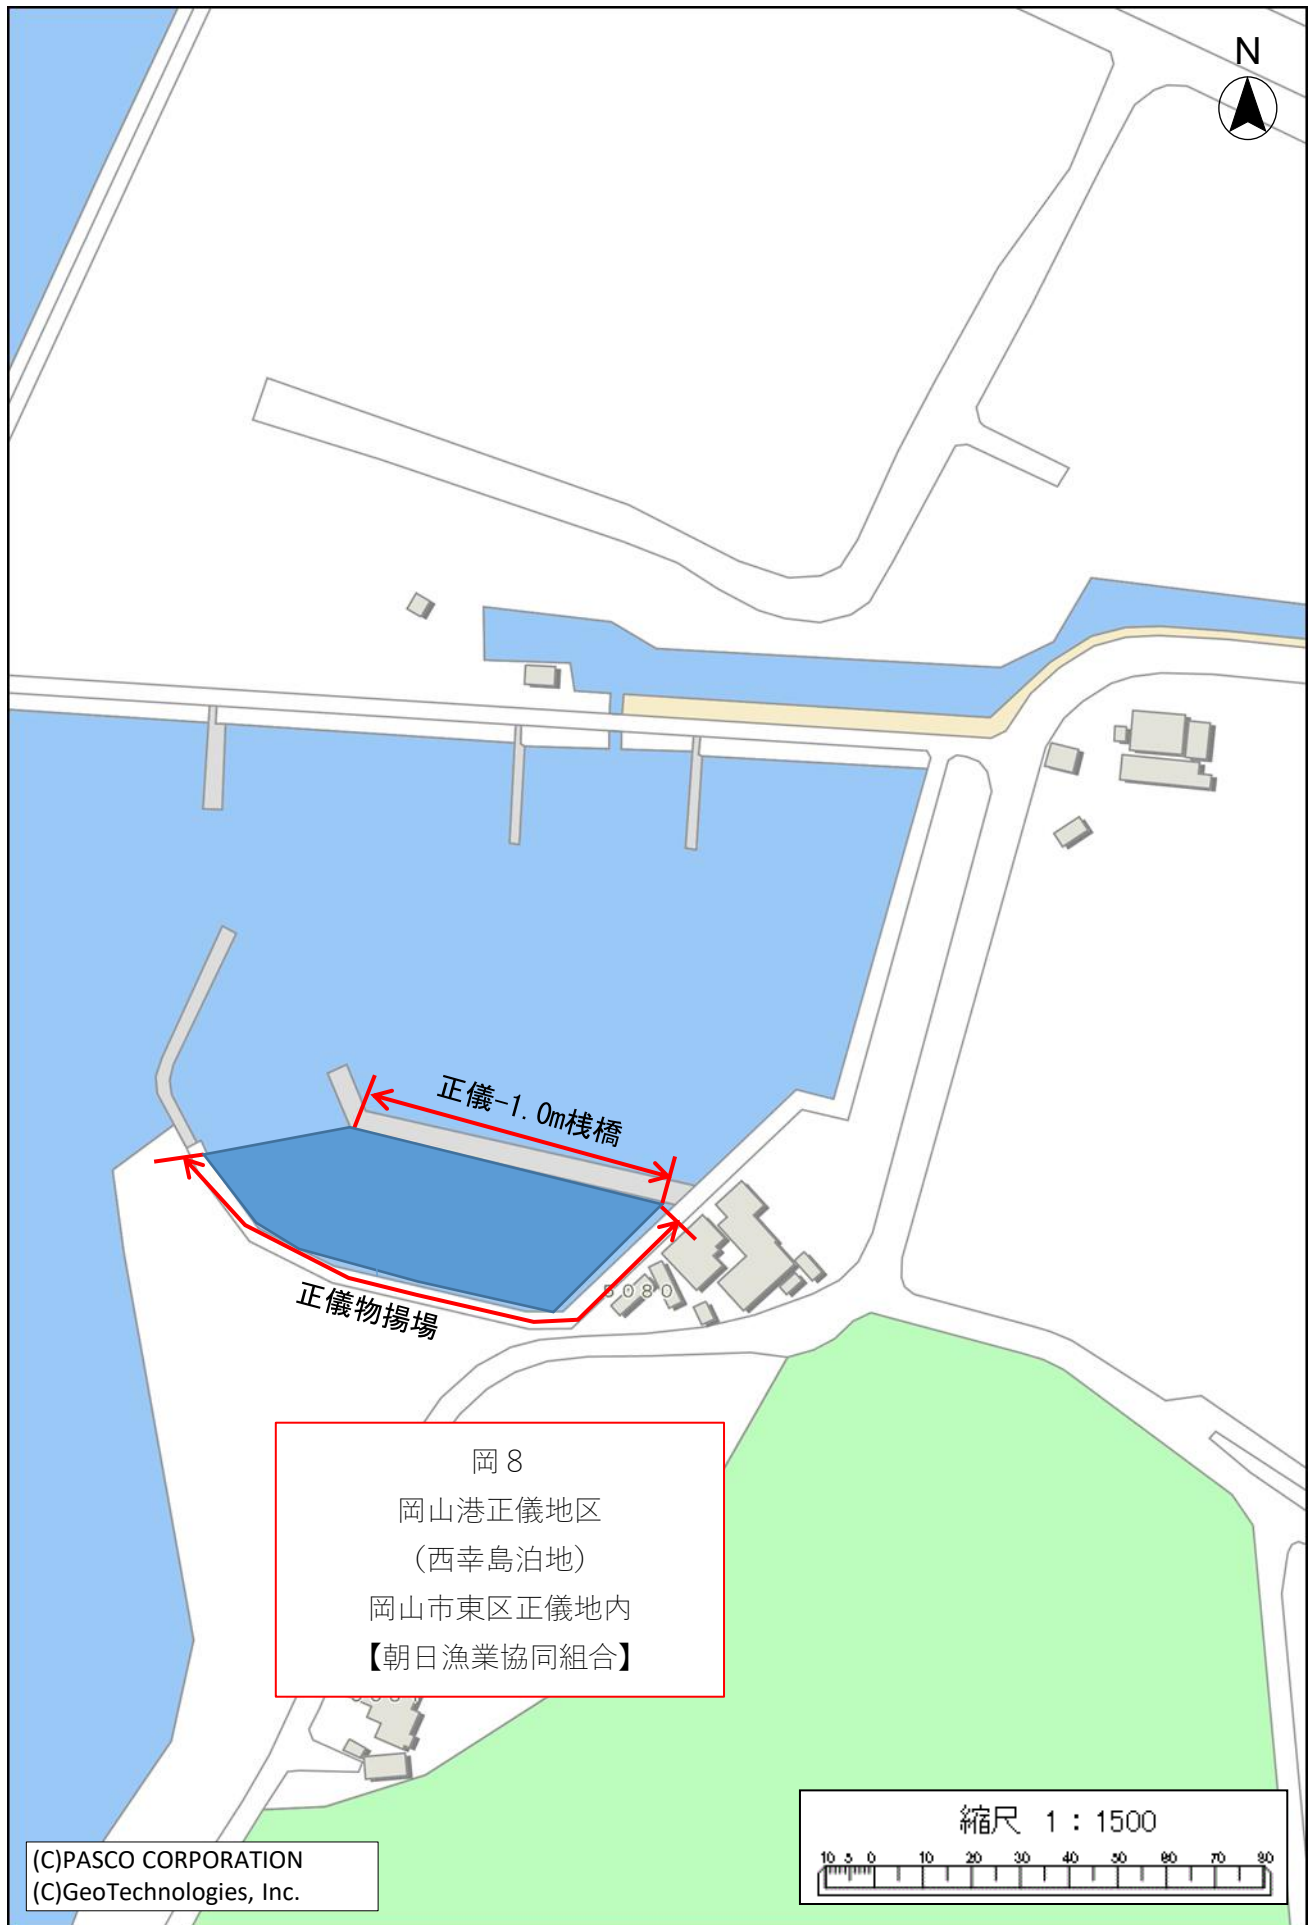 N
正儀-1.0m桟橋
5080
正儀物揚場
岡8
岡山港正儀地区
（西幸島泊地）
岡山市東区正儀地内
【朝日漁業協同組合】
縮尺 1：1500
10 5 0 10 20 30 40 50 60 70 80
(C)PASCO CORPORATION
(C)GeoTechnologies, Inc.